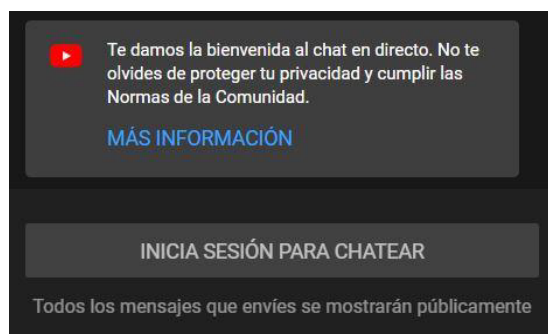 Te damos la bienvenida al chat en directo. No te
olvides de proteger tu privacidad y cumplir las
Normas de la Comunidad.
MÁS INFORMACIÓN
INICIA SESIÓN PARA CHATEAR
Todos los mensajes que envíes se mostrarán públicamente